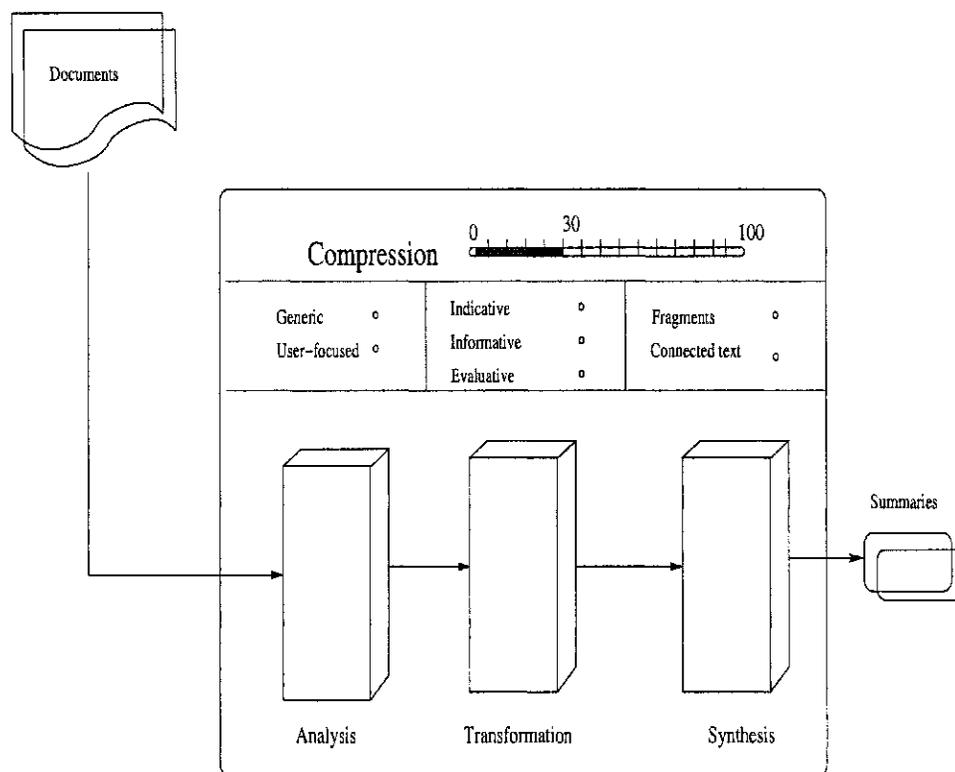 Documents
0 30 100
Compression
Generic
User-focused
Indicative
Informative
Evaluative
Fragments
Connected text
Summaries
Analysis Transformation Synthesis